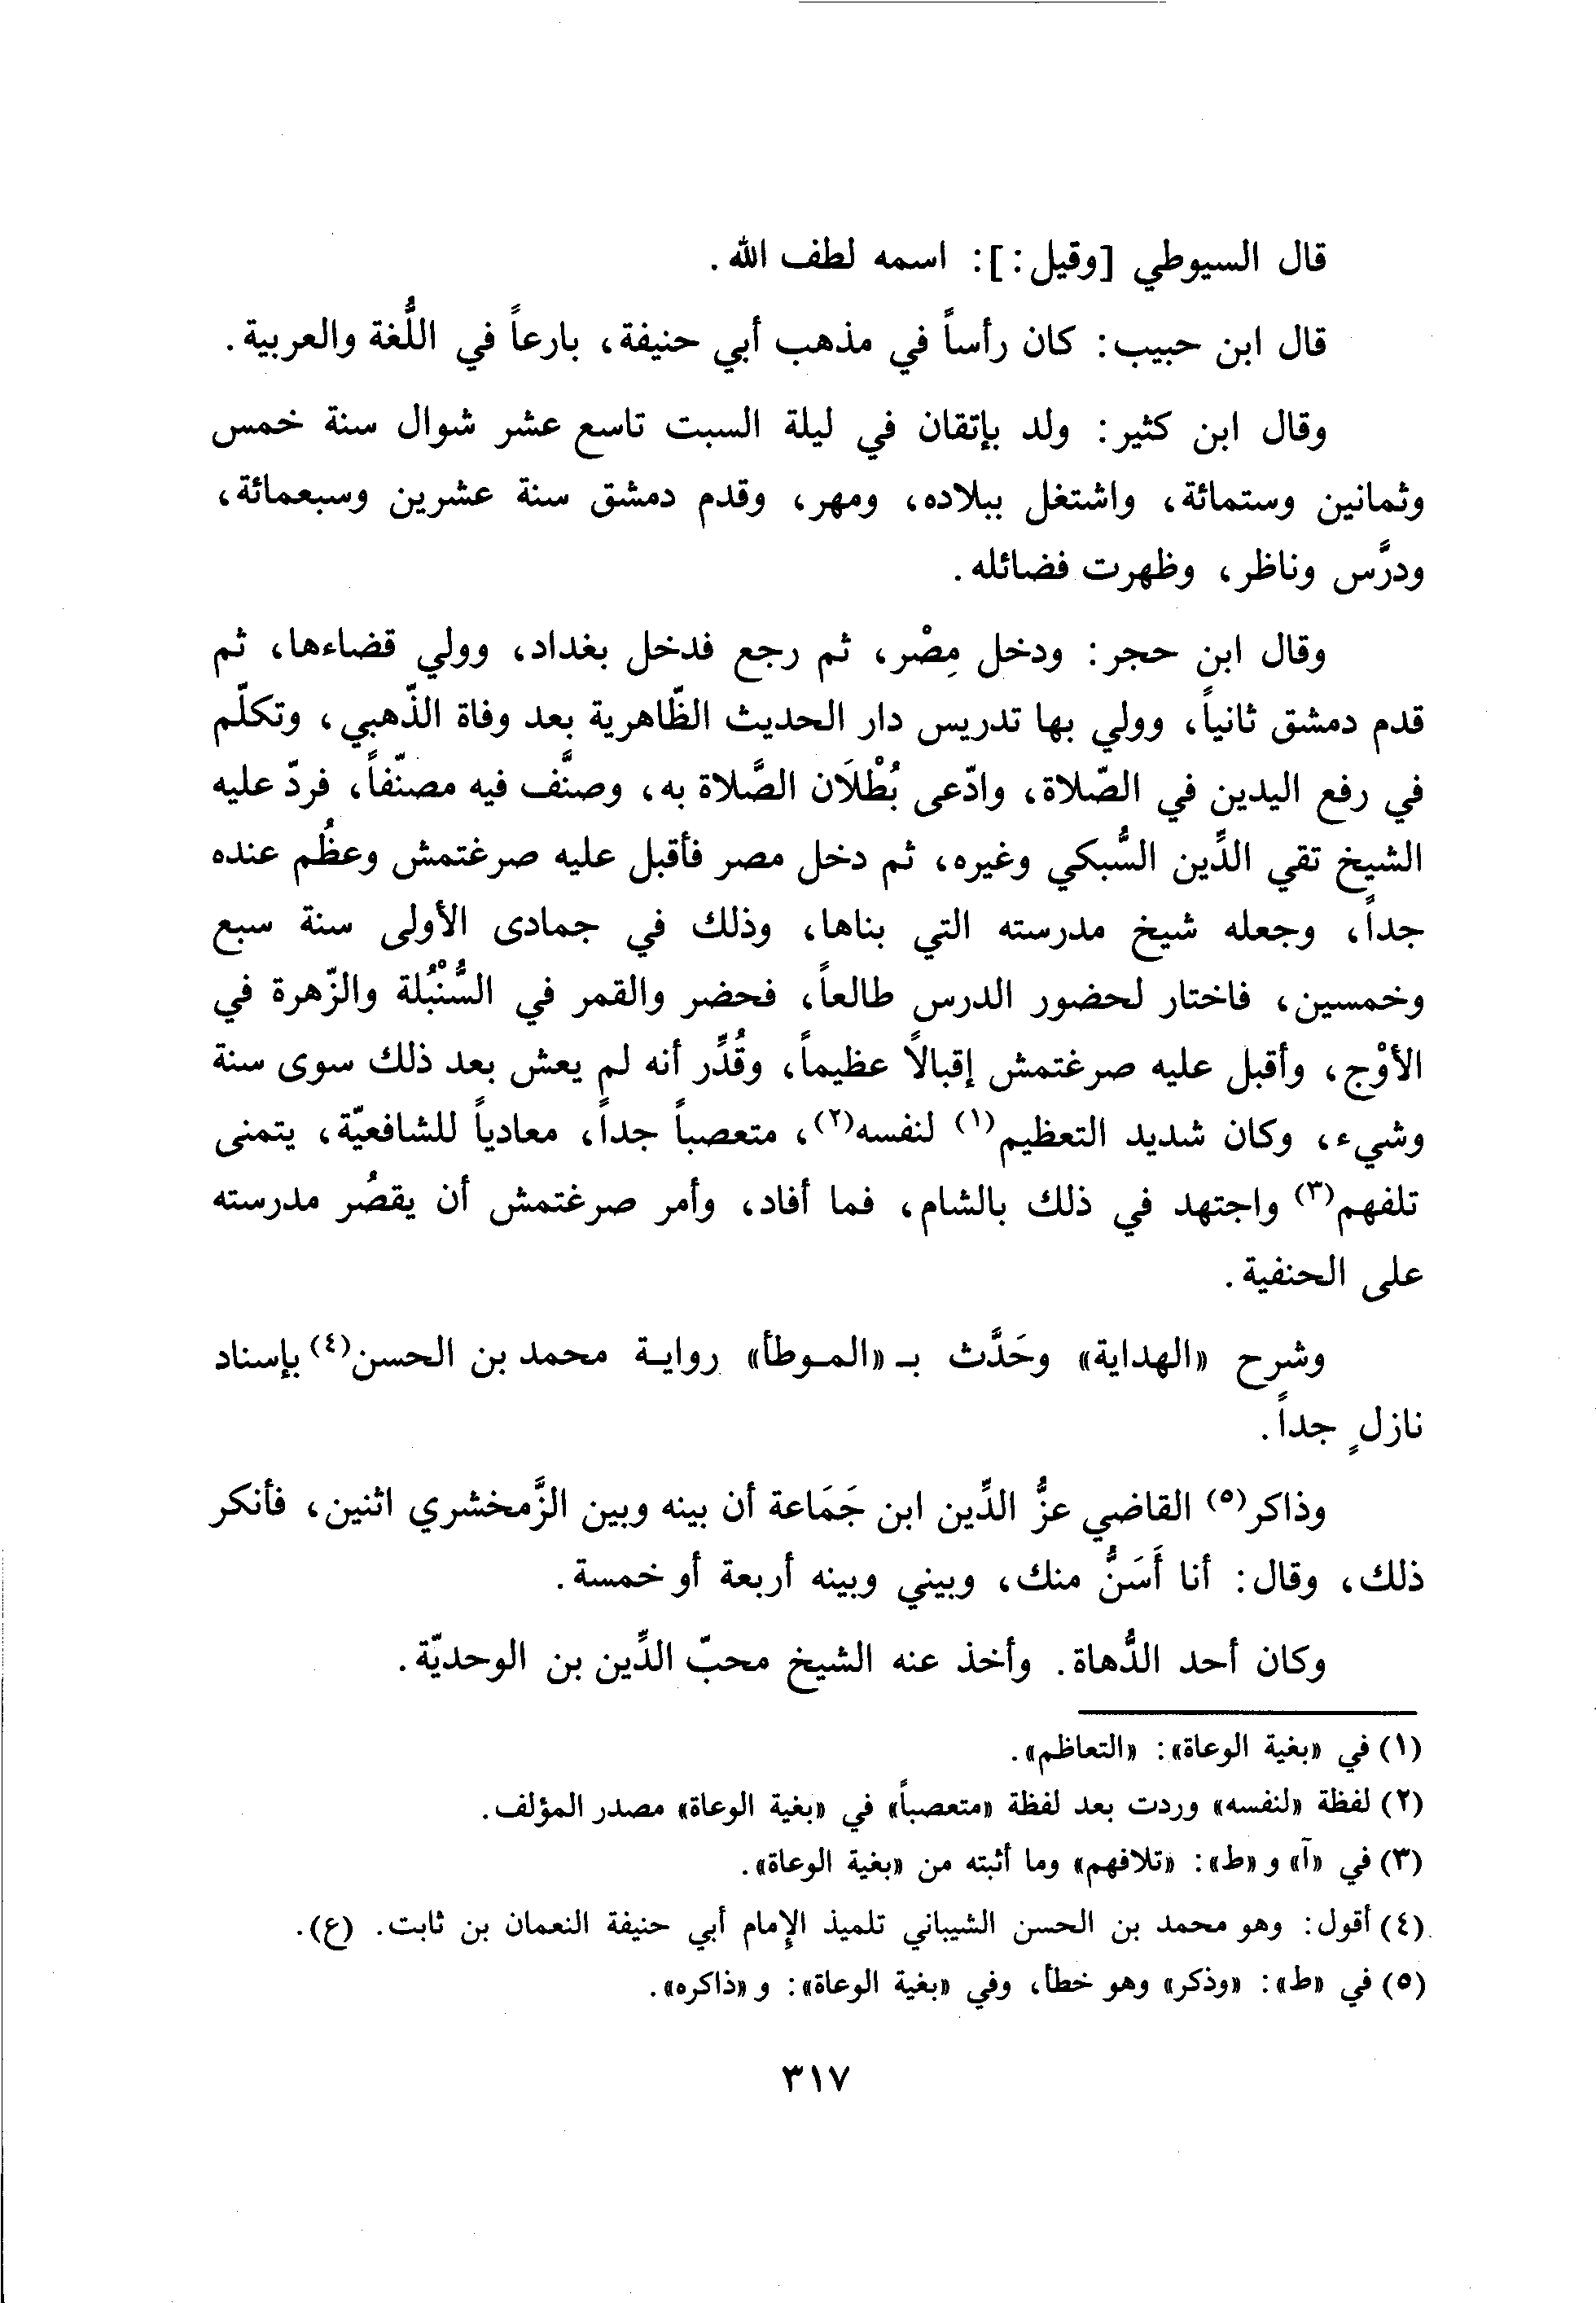 قال السيوطي [وقيل:]: اسمه لطف الله.
قال ابن حبيب: كان رأساً في مذهب أبي حنيفة، بارعاً في اللُّغة والعربية.
وقال ابن كثير: ولد بإتقان في ليلة السبت تاسع عشر شوال سنة خمس
وثمانين وستمائة، واشتغل ببلاده، ومهر، وقدم دمشق سنة عشرين وسبعمائة،
ودرَّس وناظر، وظهرت فضائله.
وقال ابن حجر: ودخل مِصْر، ثم رجع فدخل بغداد، وولي قضاءها، ثم
قدم دمشق ثانياً، وولي بها تدريس دار الحديث الظّاهرية بعد وفاة الذّهبي، وتكلّم
في رفع اليدين في الصّلاة، وادّعى بُطْلَان الصَّلاة به، وصنَّف فيه مصنّفاً، فردّ عليه
الشيخ تقي الدِّين السُّبكي وغيره، ثم دخل مصر فأقبل عليه صرغتمش وعظُم عنده
جداً، وجعله شيخ مدرسته التي بناها، وذلك في جمادى الأولى سنة سبع
وخمسين، فاختار لحضور الدرس طالعاً، فحضر والقمر في السُّنْبُلة والزّهرة في
الأوْج، وأقبل عليه صرغتمش إقبالاً عظيماً، وقُدِّر أنه لم يعش بعد ذلك سوى سنة
وشيء، وكان شديد التعظيم(١) لنفسه(٢)، متعصباً جداً، معادياً للشافعيّة، يتمنى
تلفهم(٣) واجتهد في ذلك بالشام، فما أفاد، وأمر صرغتمش أن يقصُر مدرسته
على الحنفية.
وشرح «الهداية» وحَدَّث بـ «المـوطأ» روايـة محمد بن الحسن(٤) بإسناد
نازلٍ جداً.
وذاكر(٥) القاضي عزُّ الدِّين ابن جَمَاعة أن بينه وبين الزَّمخشري اثنين، فأنكر
ذلك، وقال: أنا أَسَنُّ منك، وبيني وبينه أربعة أو خمسة.
وكان أحد الدُّهاة. وأخذ عنه الشيخ محبّ الدِّين بن الوحديّة.
(١) في «بغية الوعاة»: «التعاظم».
(٢) لفظة «لنفسه» وردت بعد لفظة «متعصباً» في «بغية الوعاة» مصدر المؤلف.
(٣) في «آ» و «ط»: «تلافهم» وما أثبته من «بغية الوعاة».
(٤) أقول: وهو محمد بن الحسن الشيباني تلميذ الإمام أبي حنيفة النعمان بن ثابت. (ع).
(٥) في «ط»: «وذكر» وهو خطأ، وفي «بغية الوعاة»: و «ذاكره».
٣١٧